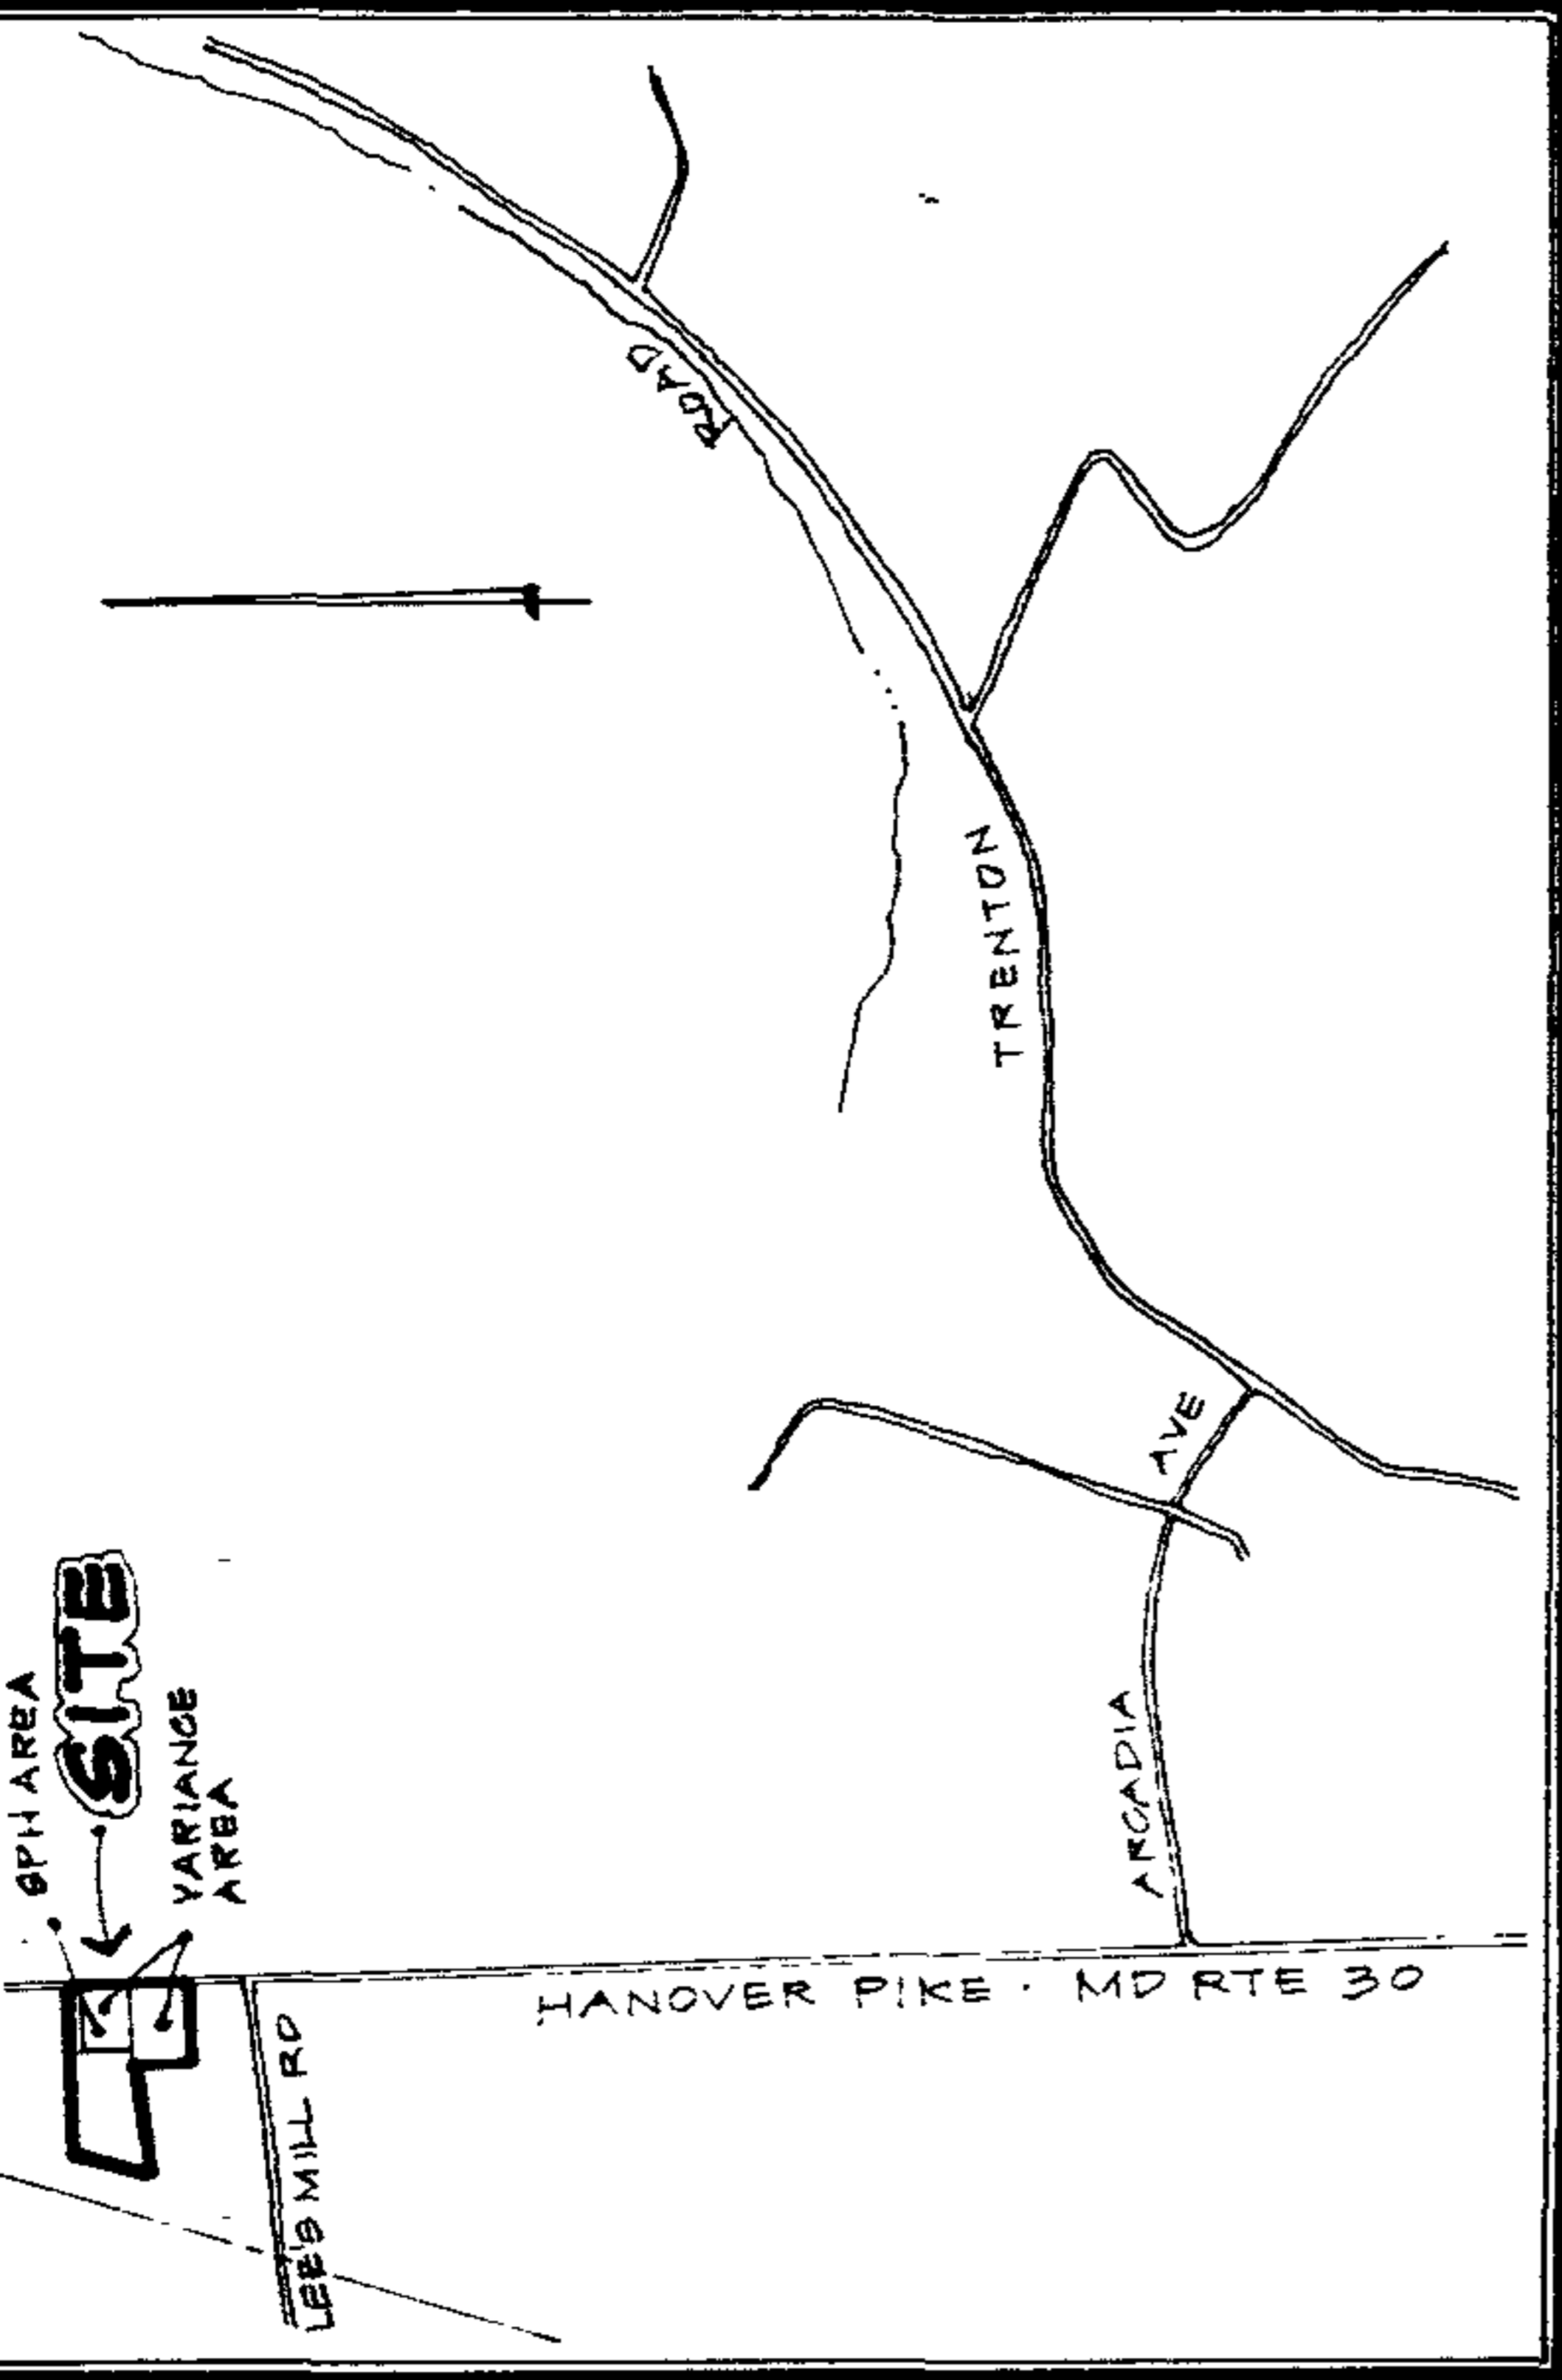 SPH AREA
SITE
VARIANCE
AREA
TRENTON
ROAD
ARCADIA
AVE
HANOVER PIKE · MD RTE 30
LEE'S MILL RD